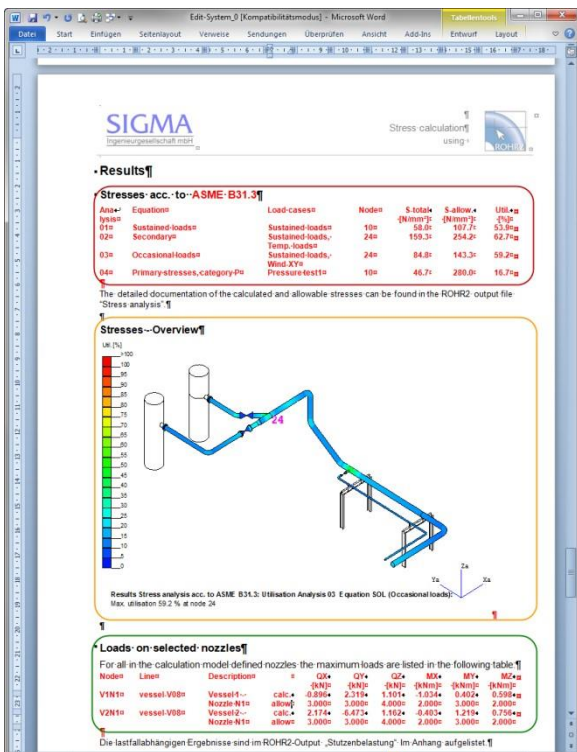 Edit-System_0 [Kompatibilitätsmodus] - Microsoft Word
Tabellentools
Datei Start Einfügen Seitenlayout Verweise Sendungen Überprüfen Ansicht Add-Ins Entwurf Layout
SIGMA
Ingenieurgesellschaft mbH
Stress calculation
using
ROHR2
Results
Stresses acc. to ASME B31.3
Ana Equation Load-cases Node S-total S-allow. Util.
lysis [N/mm²] [N/mm²] [%]
01 Sustained-loads Sustained-loads 10 58.0 107.7 53.9
02 Secondary Sustained-loads, 24 159.3 254.2 62.7
Temp.-loads
03 Occasional-loads Sustained-loads, 24 84.8 143.3 59.2
Wind-XY
04 Primary-stresses, category-P Pressure-test1 10 46.7 280.0 16.7
The detailed documentation of the calculated and allowable stresses can be found in the ROHR2 output file
"Stress analysis".
Stresses - Overview
Util. [%]
>100
100
95
90
85
80
75
70
65
60
55
50
45
40
35
30
25
20
15
10
5
0
24
Za
Ya Xa
Results Stress analysis acc. to ASME B31.3: Utilisation Analysis 03 Equation SOL (Occasional loads):
Max. utilisation 59.2 % at node 24
Loads on selected nozzles
For all in the calculation model defined nozzles the maximum loads are listed in the following table.
Node Line Description QX QY QZ MX MY MZ
[kN] [kN] [kN] [kNm] [kNm] [kNm]
V1N1 vessel-V08 Vessel-1 - calc. -0.896 2.319 1.101 -1.034 0.402 0.598
Nozzle-N1 allow 3.000 3.000 4.000 2.000 3.000 3.000
V2N1 vessel-V08 Vessel-2 - calc. 2.174 -6.473 1.162 -0.403 1.219 0.756
Nozzle-N1 allow 3.000 3.000 4.000 2.000 3.000 3.000
Die lastfallabhängigen Ergebnisse sind im ROHR2-Output „Stutzenbelastung" Im Anhang aufgelistet.